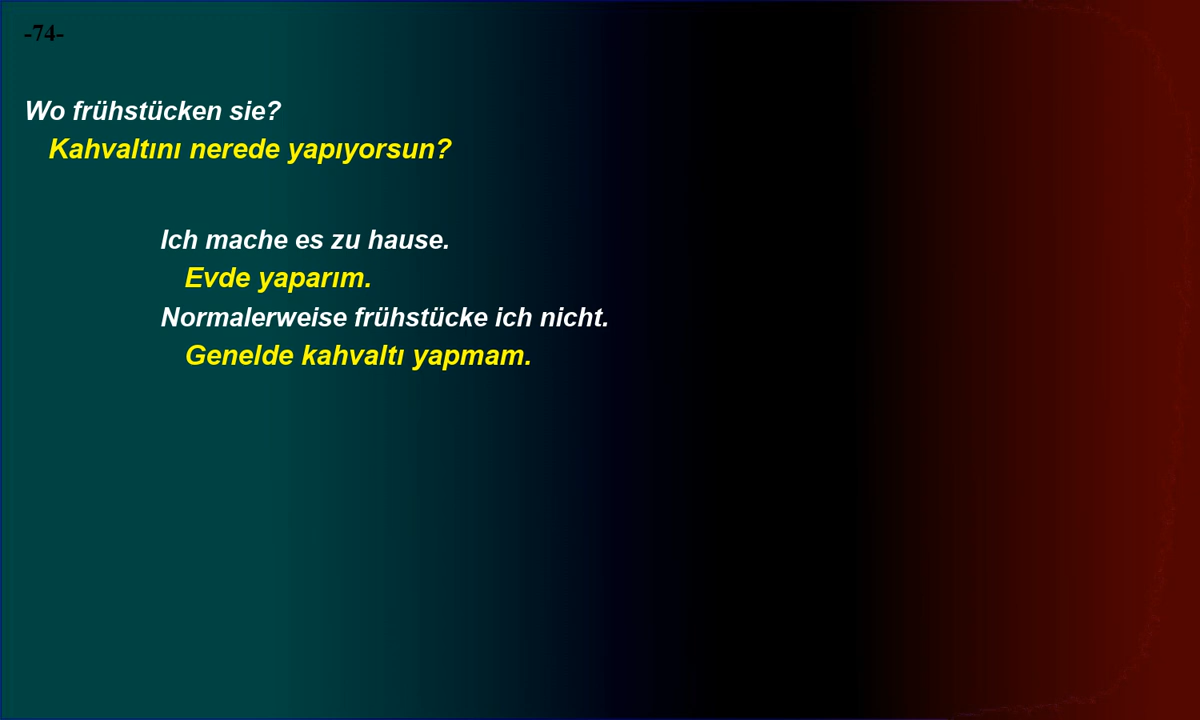 -74-
Wo frühstücken sie?
Kahvaltını nerede yapıyorsun?
Ich mache es zu hause.
Evde yaparım.
Normalerweise frühstücke ich nicht.
Genelde kahvaltı yapmam.